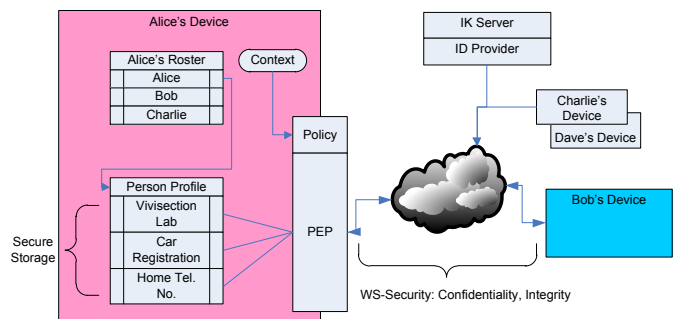 Alice's Device
Alice's Roster
Alice
Bob
Charlie
Context
Policy
PEP
Person Profile
Vivisection
Lab
Car
Registration
Home Tel.
No.
Secure
Storage
IK Server
ID Provider
Charlie's
Device
Dave's Device
Bob's Device
WS-Security: Confidentiality, Integrity